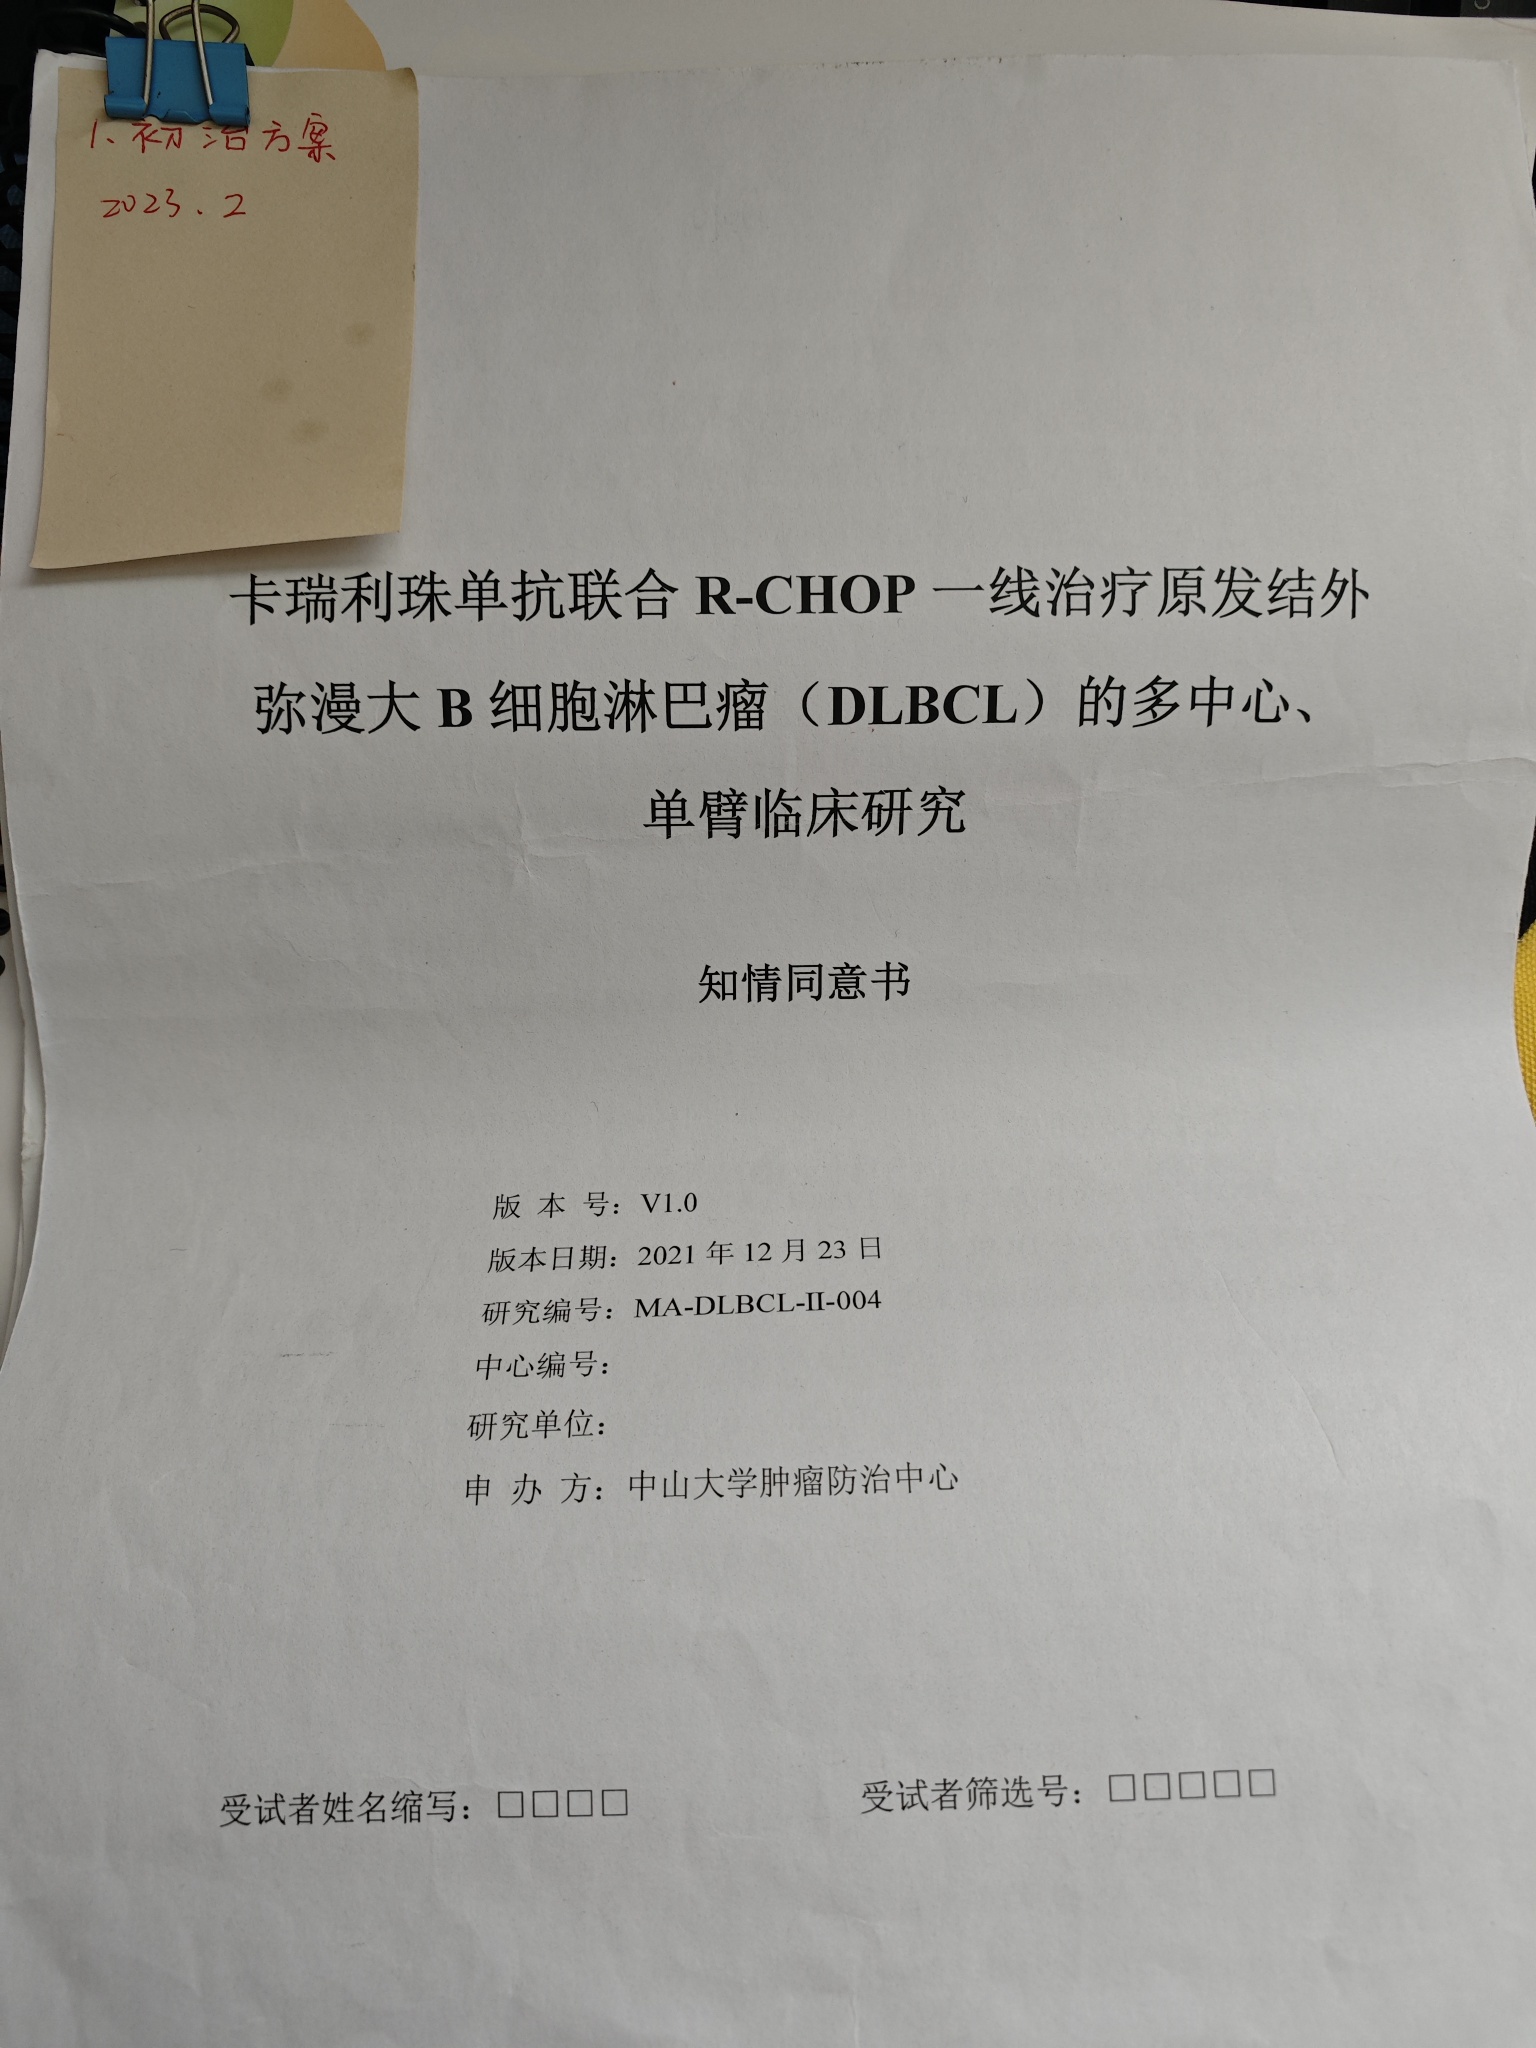 1、初治方案
2023.2
卡瑞利珠单抗联合 R-CHOP 一线治疗原发结外
弥漫大 B 细胞淋巴瘤（DLBCL）的多中心、
单臂临床研究
知情同意书
版 本 号：V1.0
版本日期：2021 年 12 月 23 日
研究编号：MA-DLBCL-II-004
中心编号：
研究单位：
申 办 方：中山大学肿瘤防治中心
受试者姓名缩写：□□□□ 受试者筛选号：□□□□□